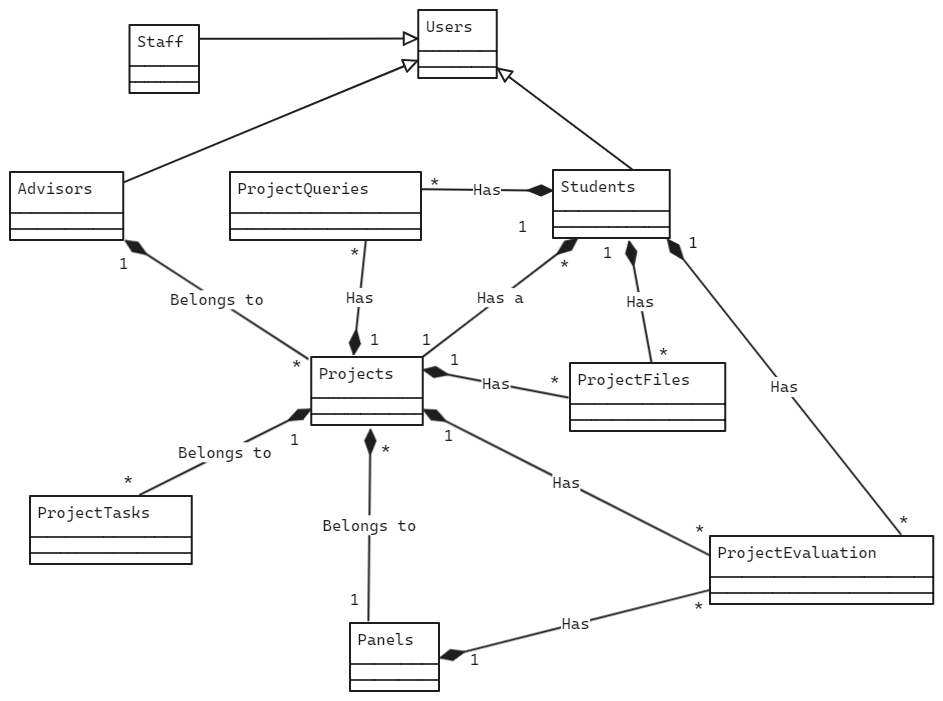 Users
Staff
Advisors
ProjectQueries
*
Has
Students
1
1
1
1
*
*
Has
Has a
Has
Belongs to
1
1
1
*
*
*
Projects
Has
ProjectFiles
Has
1
1
*
Belongs to
*
Has
ProjectTasks
Belongs to
*
*
ProjectEvaluation
1
*
Has
Panels
1